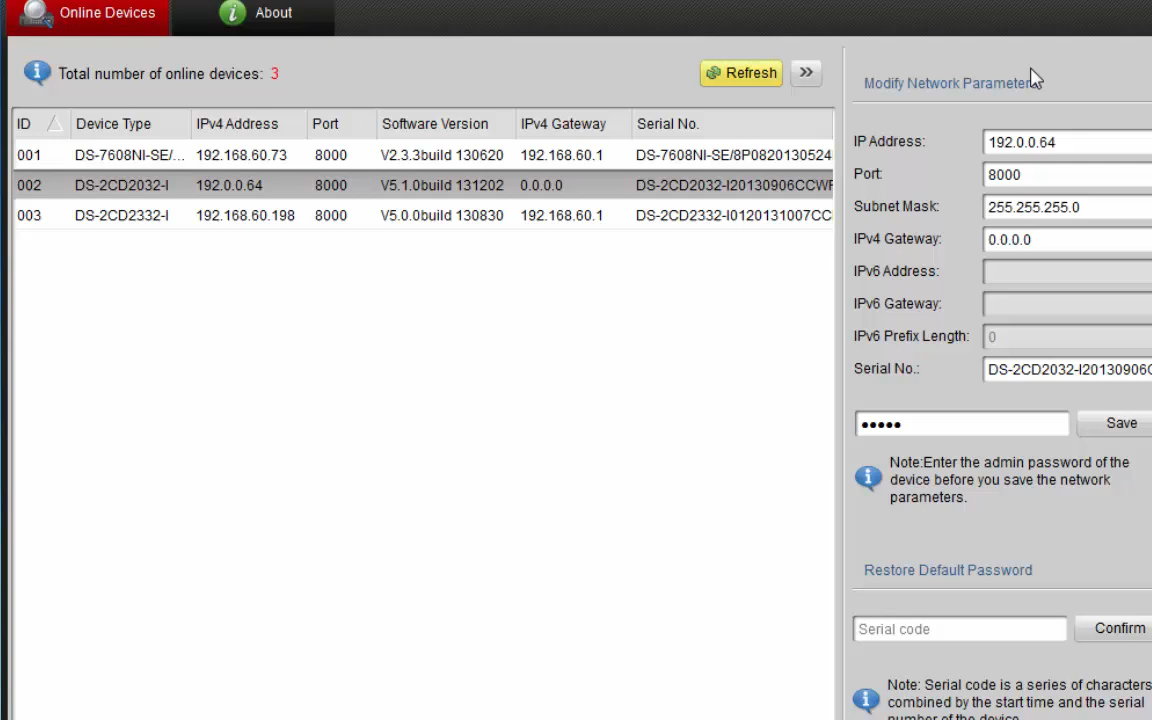 Online Devices
About
Total number of online devices: 3
Refresh
Modify Network Parameter
ID Device Type IPv4 Address Port Software Version IPv4 Gateway Serial No.
001 DS-7608NI-SE/... 192.168.60.73 8000 V2.3.3build 130620 192.168.60.1 DS-7608NI-SE/8P0820130524
002 DS-2CD2032-I 192.0.0.64 8000 V5.1.0build 131202 0.0.0.0 DS-2CD2032-I20130906CCWR
003 DS-2CD2332-I 192.168.60.198 8000 V5.0.0build 130830 192.168.60.1 DS-2CD2332-I0120131007CC
IP Address: 192.0.0.64
Port: 8000
Subnet Mask: 255.255.255.0
IPv4 Gateway: 0.0.0.0
IPv6 Address:
IPv6 Gateway:
IPv6 Prefix Length: 0
Serial No.: DS-2CD2032-I20130906C
●●●●● Save
Note:Enter the admin password of the
device before you save the network
parameters.
Restore Default Password
Serial code Confirm
Note: Serial code is a series of characters
combined by the start time and the serial
number of the device.